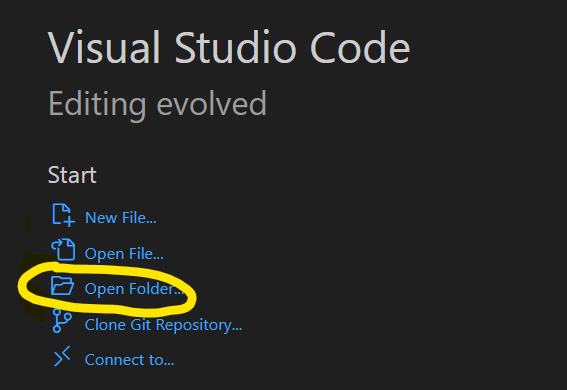 Visual Studio Code
Editing evolved
Start
New File...
Open File...
Open Folder...
Clone Git Repository...
Connect to...